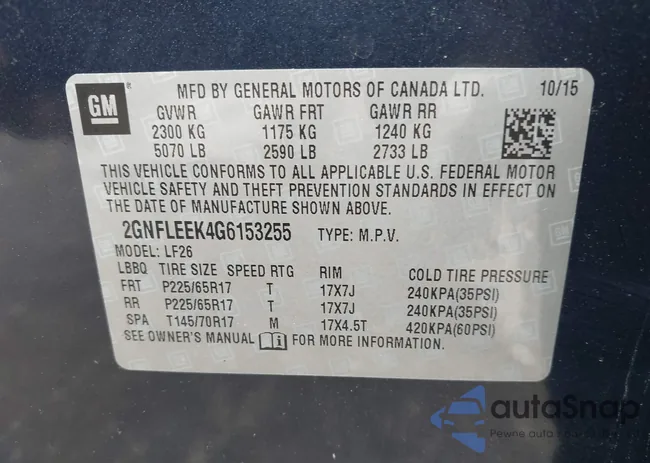 GM
MFD BY GENERAL MOTORS OF CANADA LTD. 10/15
GVWR GAWR FRT GAWR RR
2300 KG 1175 KG 1240 KG
5070 LB 2590 LB 2733 LB
THIS VEHICLE CONFORMS TO ALL APPLICABLE U.S. FEDERAL MOTOR
VEHICLE SAFETY AND THEFT PREVENTION STANDARDS IN EFFECT ON
THE DATE OF MANUFACTURE SHOWN ABOVE.
2GNFLEEK4G6153255 TYPE: M.P.V.
MODEL: LF26
LBBQ TIRE SIZE SPEED RTG RIM COLD TIRE PRESSURE
FRT P225/65R17 T 17X7J 240KPA(35PSI)
RR P225/65R17 T 17X7J 240KPA(35PSI)
SPA T145/70R17 M 17X4.5T 420KPA(60PSI)
SEE OWNER'S MANUAL FOR MORE INFORMATION.
autoSnap
Pewne auto z